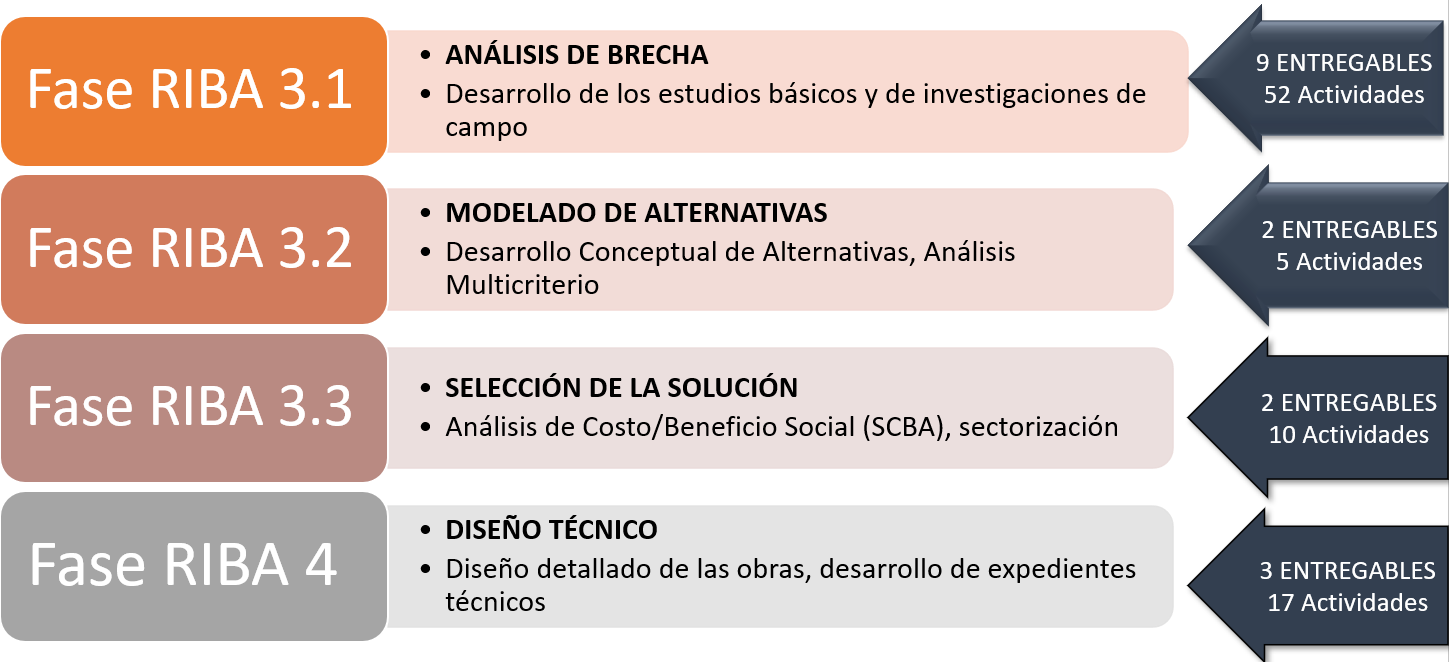 Fase RIBA 3.1
• ANÁLISIS DE BRECHA
• Desarrollo de los estudios básicos y de investigaciones de
campo
9 ENTREGABLES
52 Actividades
Fase RIBA 3.2
• MODELADO DE ALTERNATIVAS
• Desarrollo Conceptual de Alternativas, Análisis
Multicriterio
2 ENTREGABLES
5 Actividades
Fase RIBA 3.3
• SELECCIÓN DE LA SOLUCIÓN
• Análisis de Costo/Beneficio Social (SCBA), sectorización
2 ENTREGABLES
10 Actividades
Fase RIBA 4
• DISEÑO TÉCNICO
• Diseño detallado de las obras, desarrollo de expedientes
técnicos
3 ENTREGABLES
17 Actividades